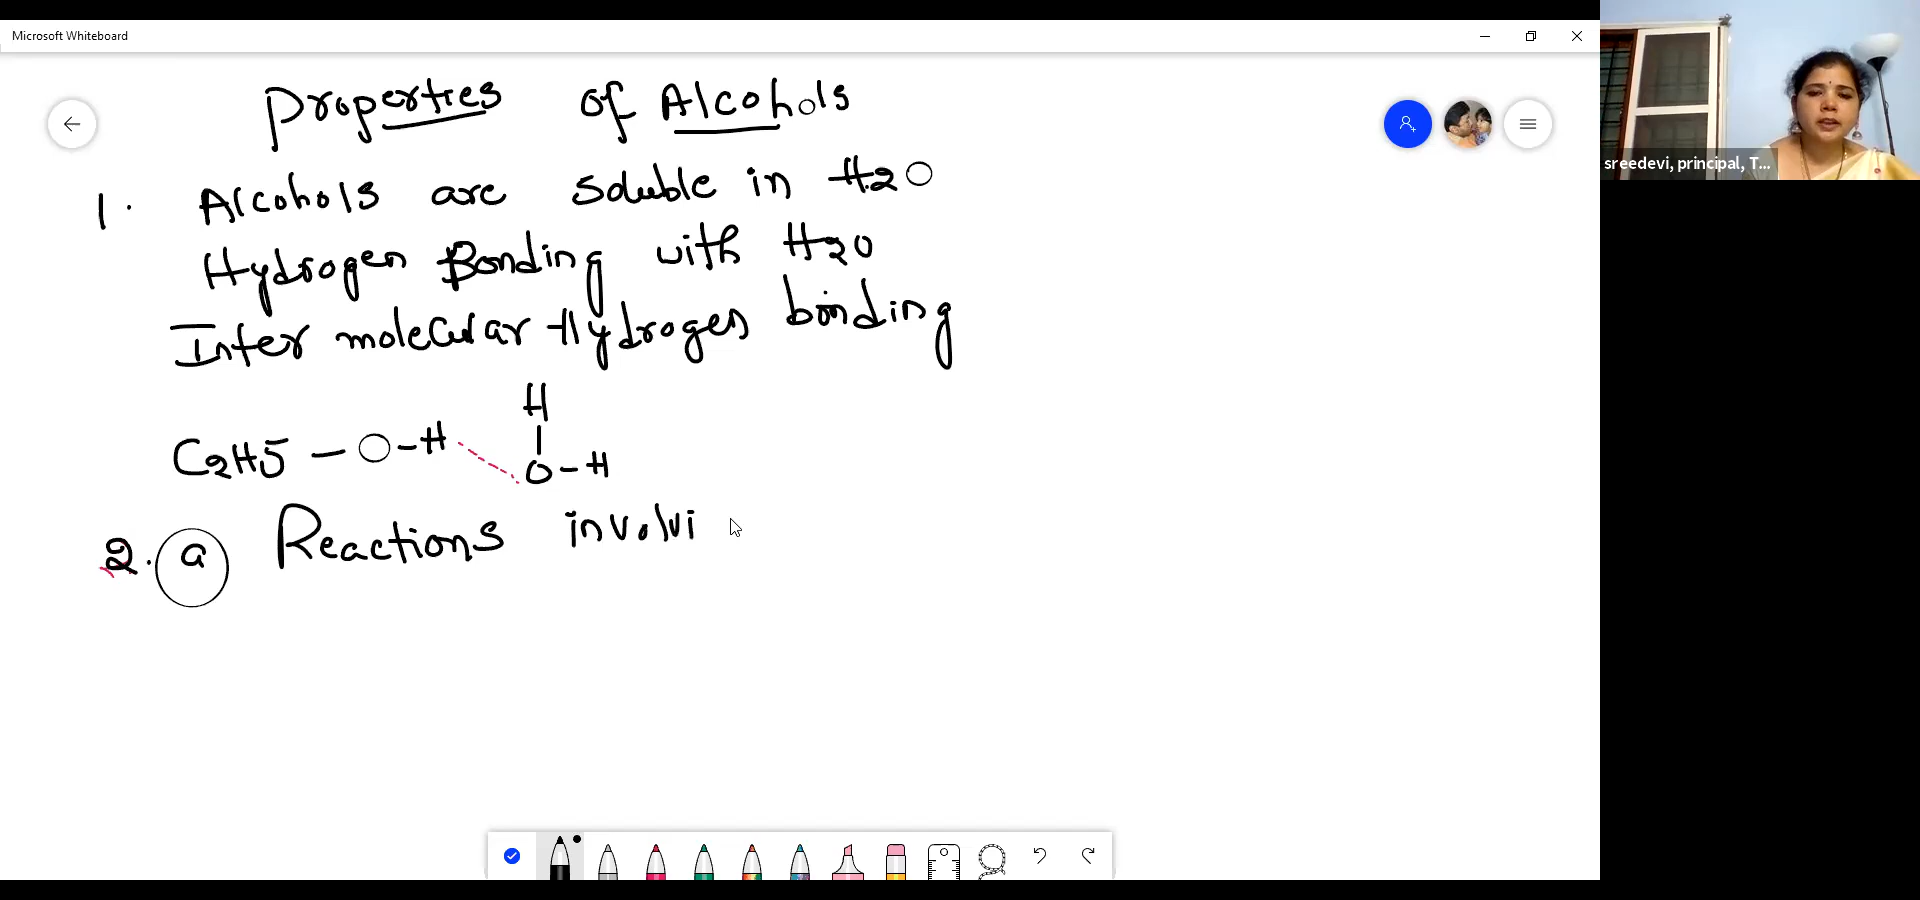 Microsoft Whiteboard
Properties of Alcohols
1. Alcohols are soluble in H2O
Hydrogen Bonding with H2O
Inter molecular Hydrogen bonding
H
C2H5 - O - H O - H
2. a Reactions involvi
sreedevi, principal, T...